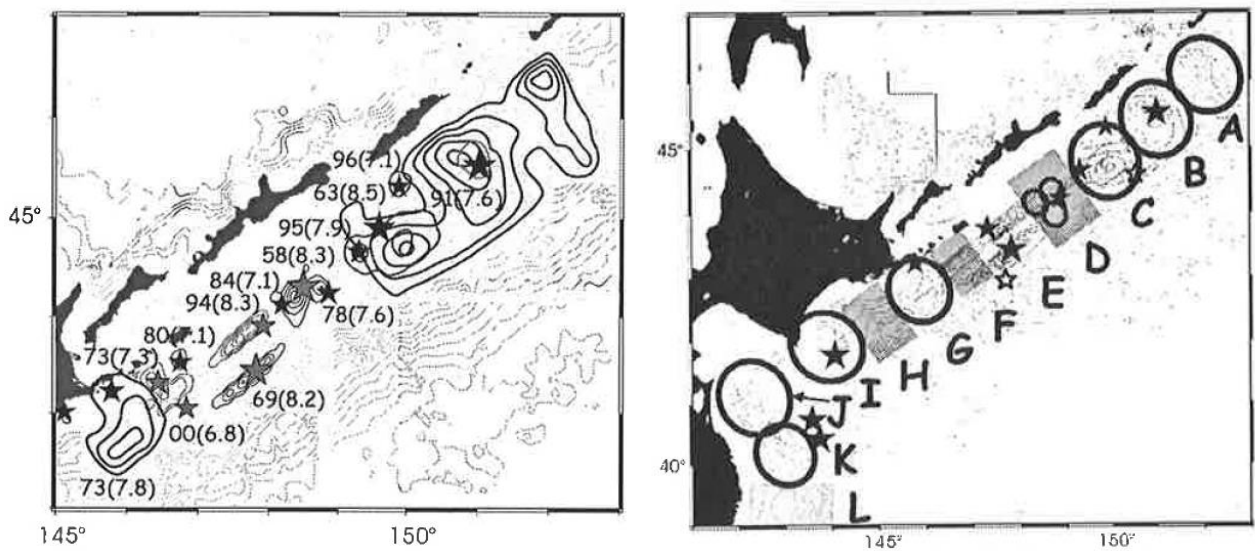 96(7.1)
63(8.5)
91(7.6)
45°
95(7.9)
58(8.3)
84(7.1)
94(8.3)
78(7.6)
80(7.1)
73(7.3)
69(8.2)
00(6.8)
73(7.8)
145°
150°
45°
40°
A
B
C
D
E
F
G
H
I
J
K
L
145°
150°